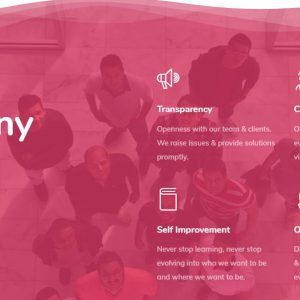 ny
Transparency
Openness with our team & clients.
We raise issues & provide solutions
promptly.
Self Improvement
Never stop learning, never stop
evolving into who we want to be
and where we want to be.